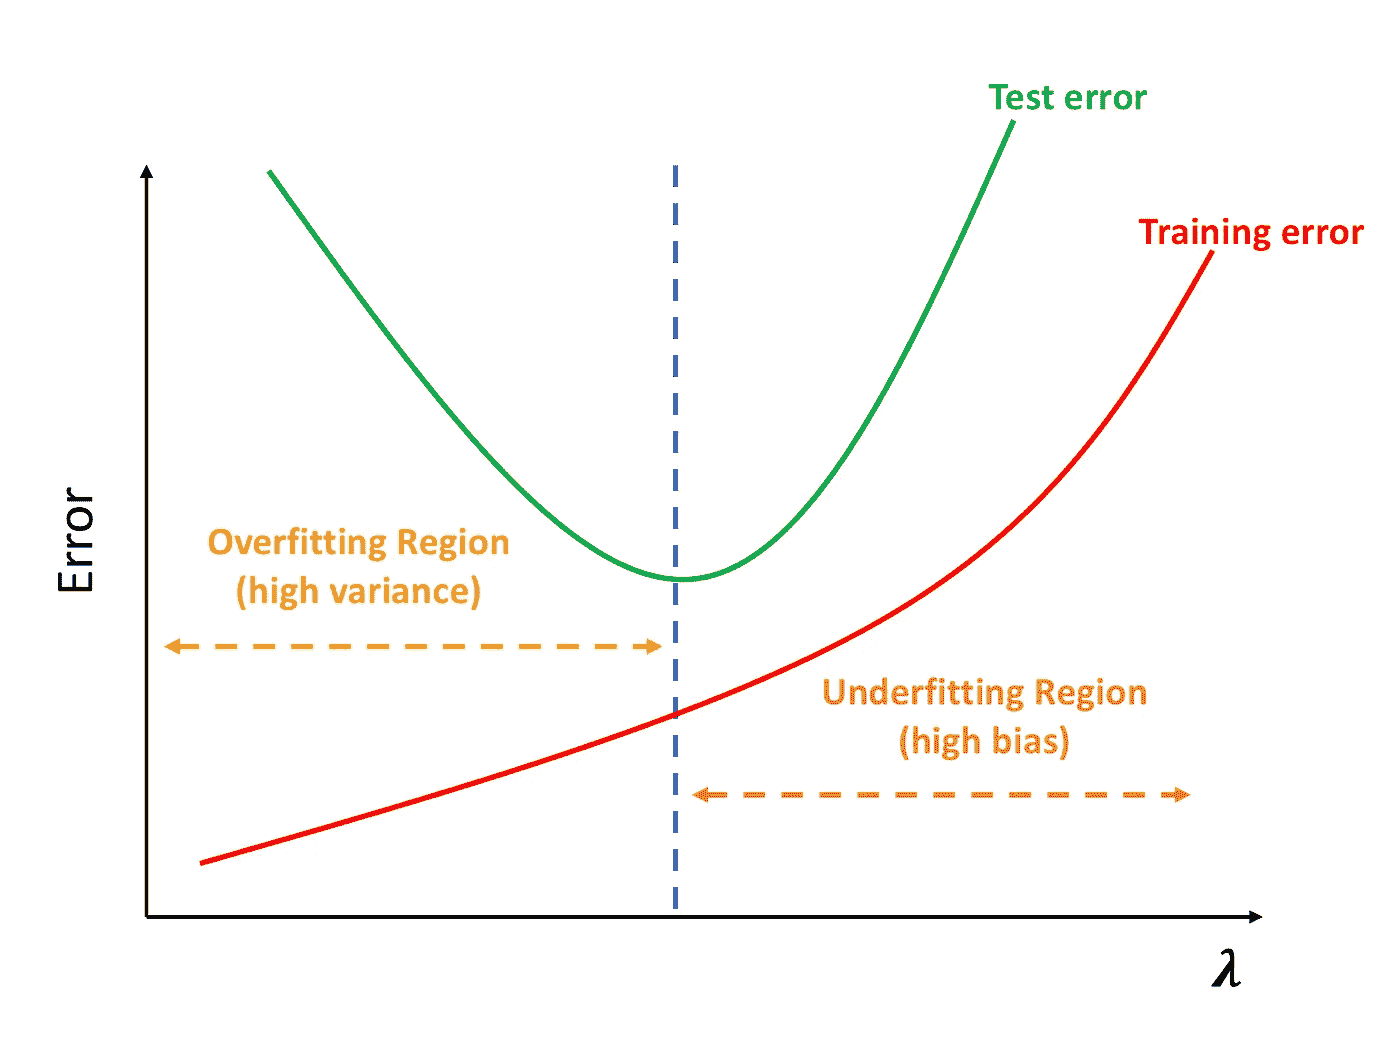 Test error
Training error
Error
Overfitting Region
(high variance)
Underfitting Region
(high bias)
λ